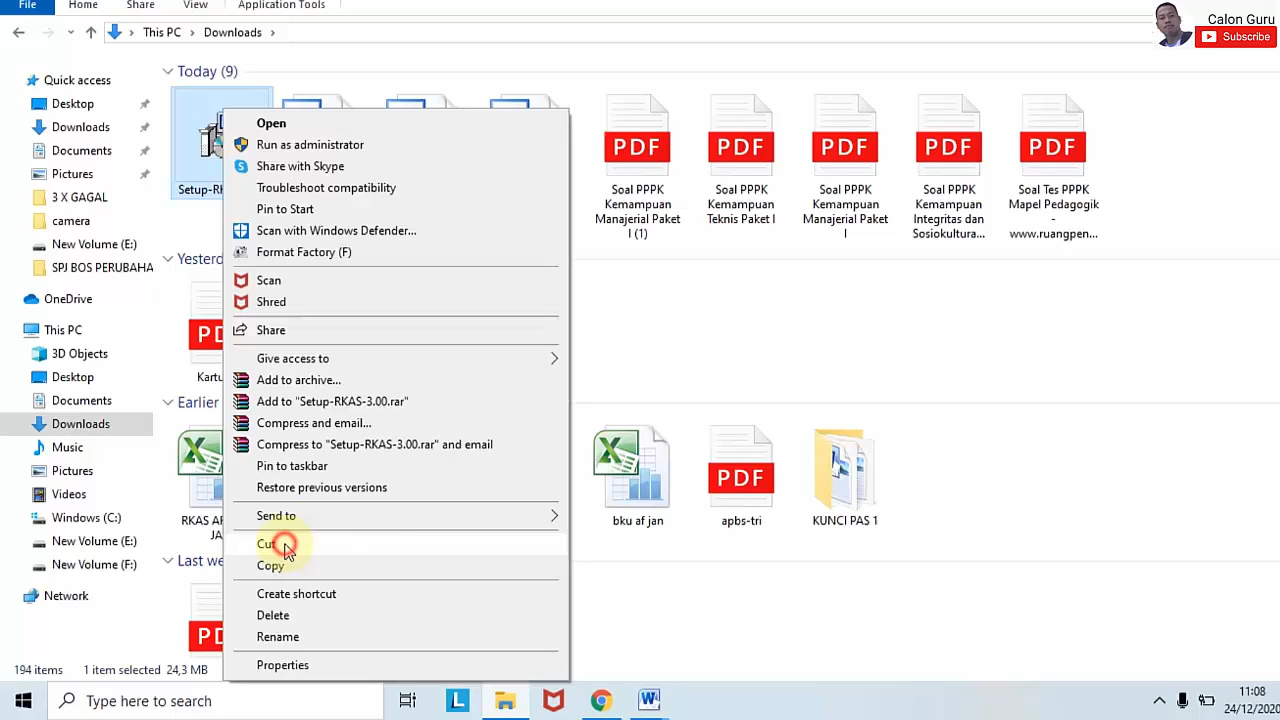 File
Home
Share
View
Application Tools
Calon Guru
Subscribe
This PC
Downloads
Today (9)
Quick access
Desktop
Downloads
Documents
Pictures
3 X GAGAL
camera
New Volume (E:)
SPJ BOS PERUBAHA
OneDrive
This PC
3D Objects
Desktop
Documents
Downloads
Music
Pictures
Videos
Windows (C:)
New Volume (E:)
New Volume (F:)
Network
Setup-RK
Open
Run as administrator
Share with Skype
Troubleshoot compatibility
Pin to Start
Scan with Windows Defender...
Format Factory (F)
Scan
Shred
Share
Give access to
Add to archive...
Add to "Setup-RKAS-3.00.rar"
Compress and email...
Compress to "Setup-RKAS-3.00.rar" and email
Pin to taskbar
Restore previous versions
Send to
Cut
Copy
Create shortcut
Delete
Rename
Properties
PDF
Soal PPPK
Kemampuan
Manajerial Paket
I (1)
PDF
Soal PPPK
Kemampuan
Teknis Paket I
PDF
Soal PPPK
Kemampuan
Manajerial Paket
I
PDF
Soal PPPK
Kemampuan
Integritas dan
Sosiokultura...
PDF
Soal Tes PPPK
Mapel Pedagogik
-
www.ruangpen...
Yesterd
PD
Kartu
Earlier
RKAS AF
JA
bku af jan
PDF
apbs-tri
KUNCI PAS 1
Last we
PD
194 items
1 item selected 24,3 MB
Type here to search
11:08
24/12/2020